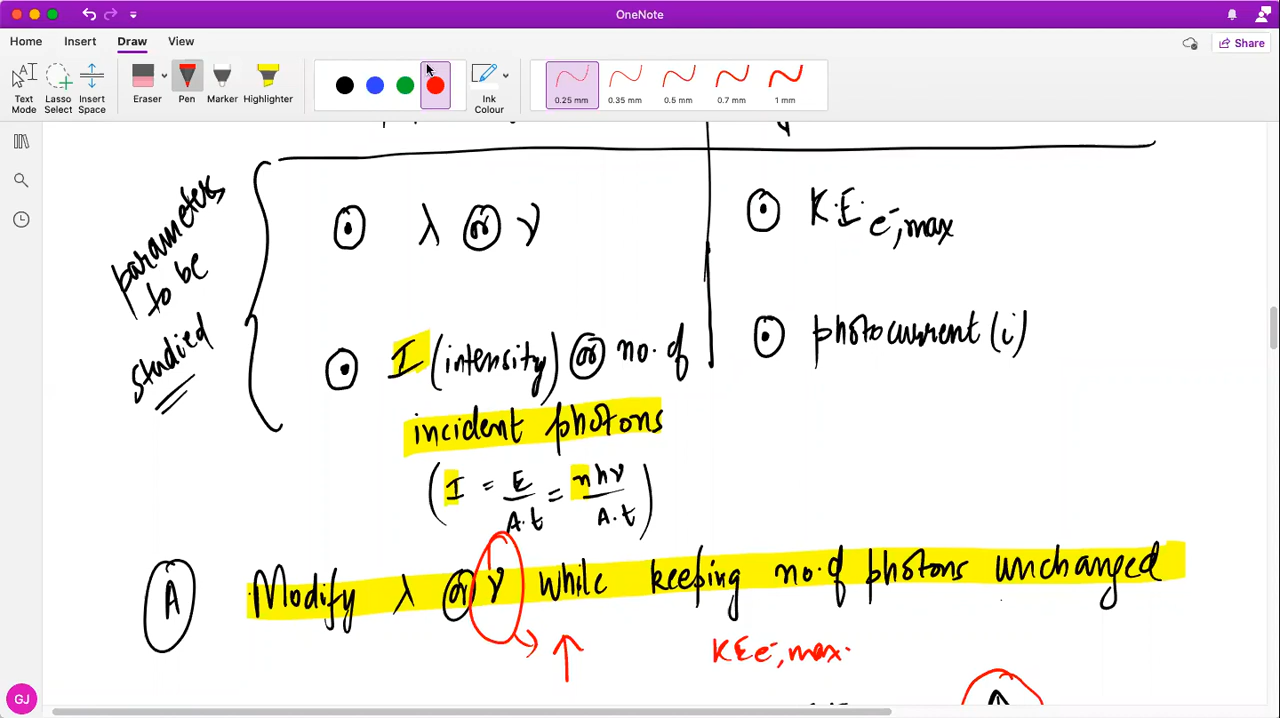 OneNote
Home Insert Draw View
Share
Text Mode
Lasso Select
Insert Space
Eraser
Pen
Marker
Highlighter
Ink Colour
0.25 mm
0.35 mm
0.5 mm
0.7 mm
1 mm
parameters
to be
studied
λ or ν
K.E. e⁻, max
I (intensity) or no. of
incident photons
photocurrent (i)
(I = E/A.t = nhν/A.t)
A Modify λ or ν while keeping no. of photons unchanged
→ ↑ KE e⁻, max.
GJ